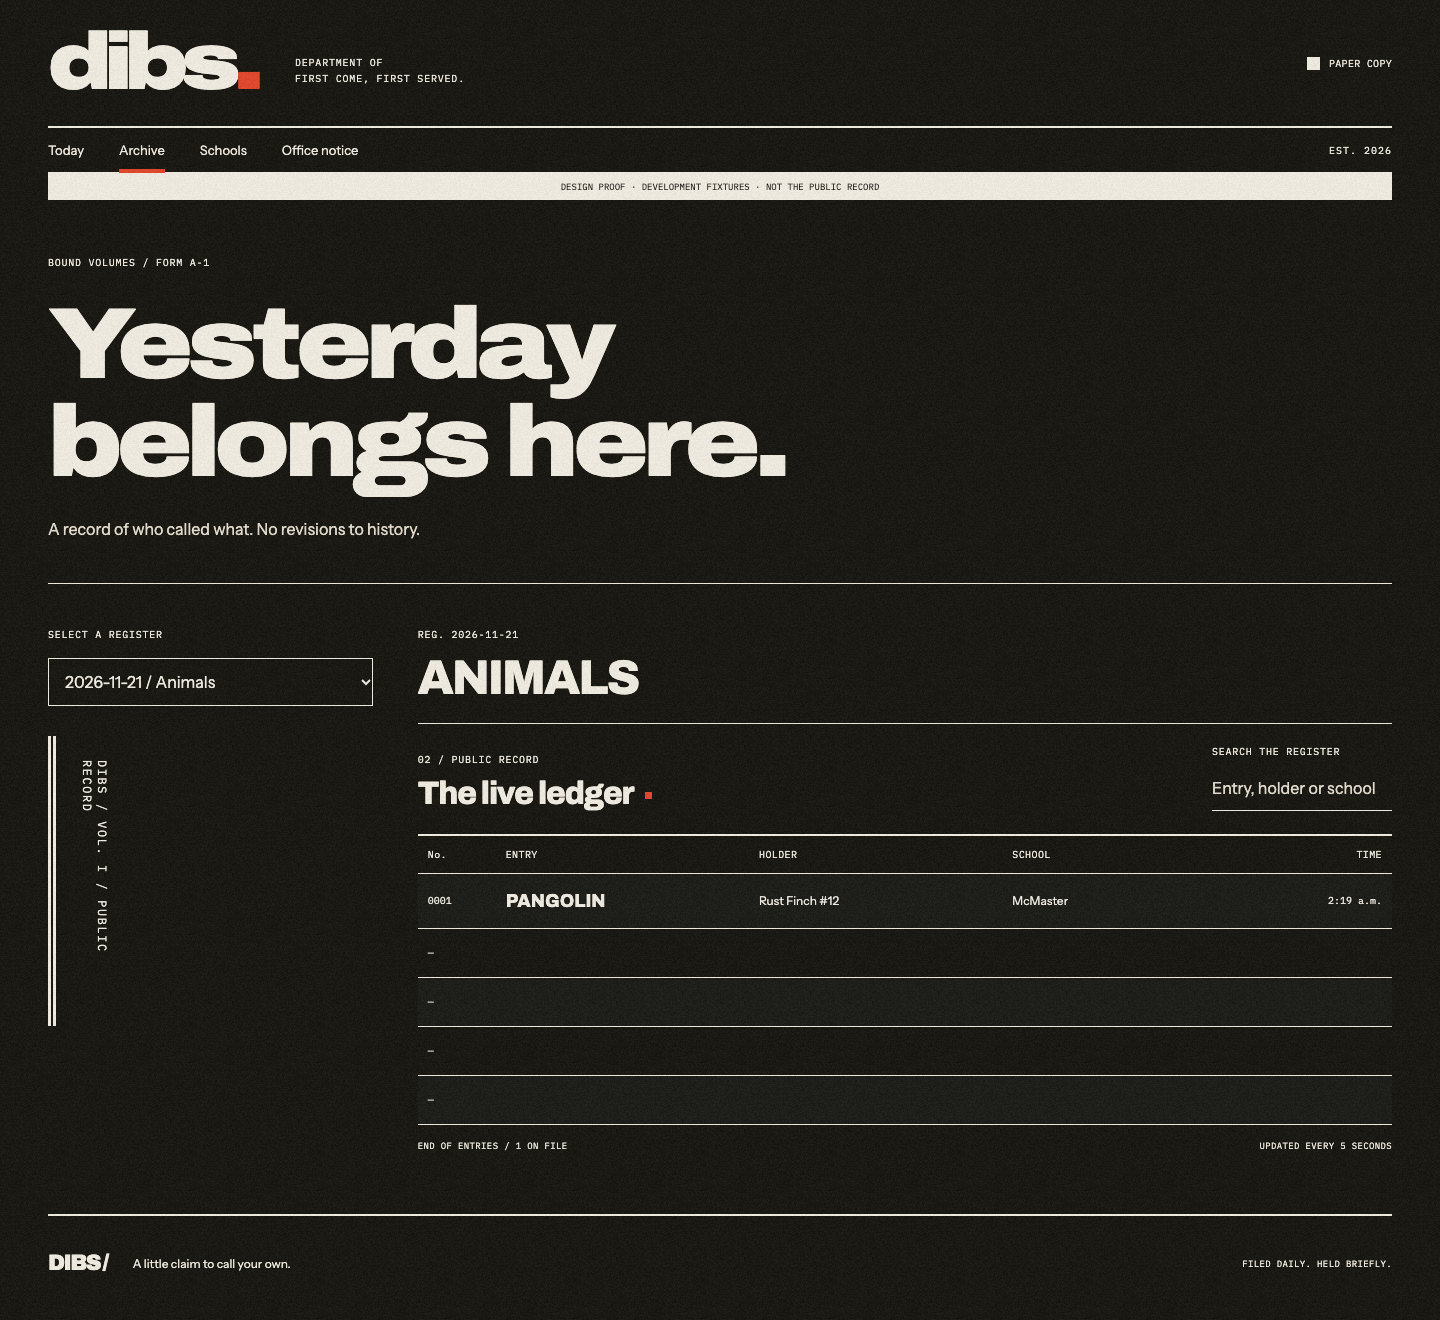 dibs.
DEPARTMENT OF
FIRST COME, FIRST SERVED.
PAPER COPY
Today
Archive
Schools
Office notice
EST. 2026
DESIGN PROOF · DEVELOPMENT FIXTURES · NOT THE PUBLIC RECORD
BOUND VOLUMES / FORM A-1
Yesterday
belongs here.
A record of who called what. No revisions to history.
SELECT A REGISTER
2026-11-21 / Animals
DIBS / VOL. I / PUBLIC
RECORD
REG. 2026-11-21
ANIMALS
02 / PUBLIC RECORD
The live ledger
SEARCH THE REGISTER
Entry, holder or school
No. ENTRY HOLDER SCHOOL TIME
0001 PANGOLIN Rust Finch #12 McMaster 2:19 a.m.
—
—
—
—
END OF ENTRIES / 1 ON FILE
UPDATED EVERY 5 SECONDS
DIBS/
A little claim to call your own.
FILED DAILY. HELD BRIEFLY.